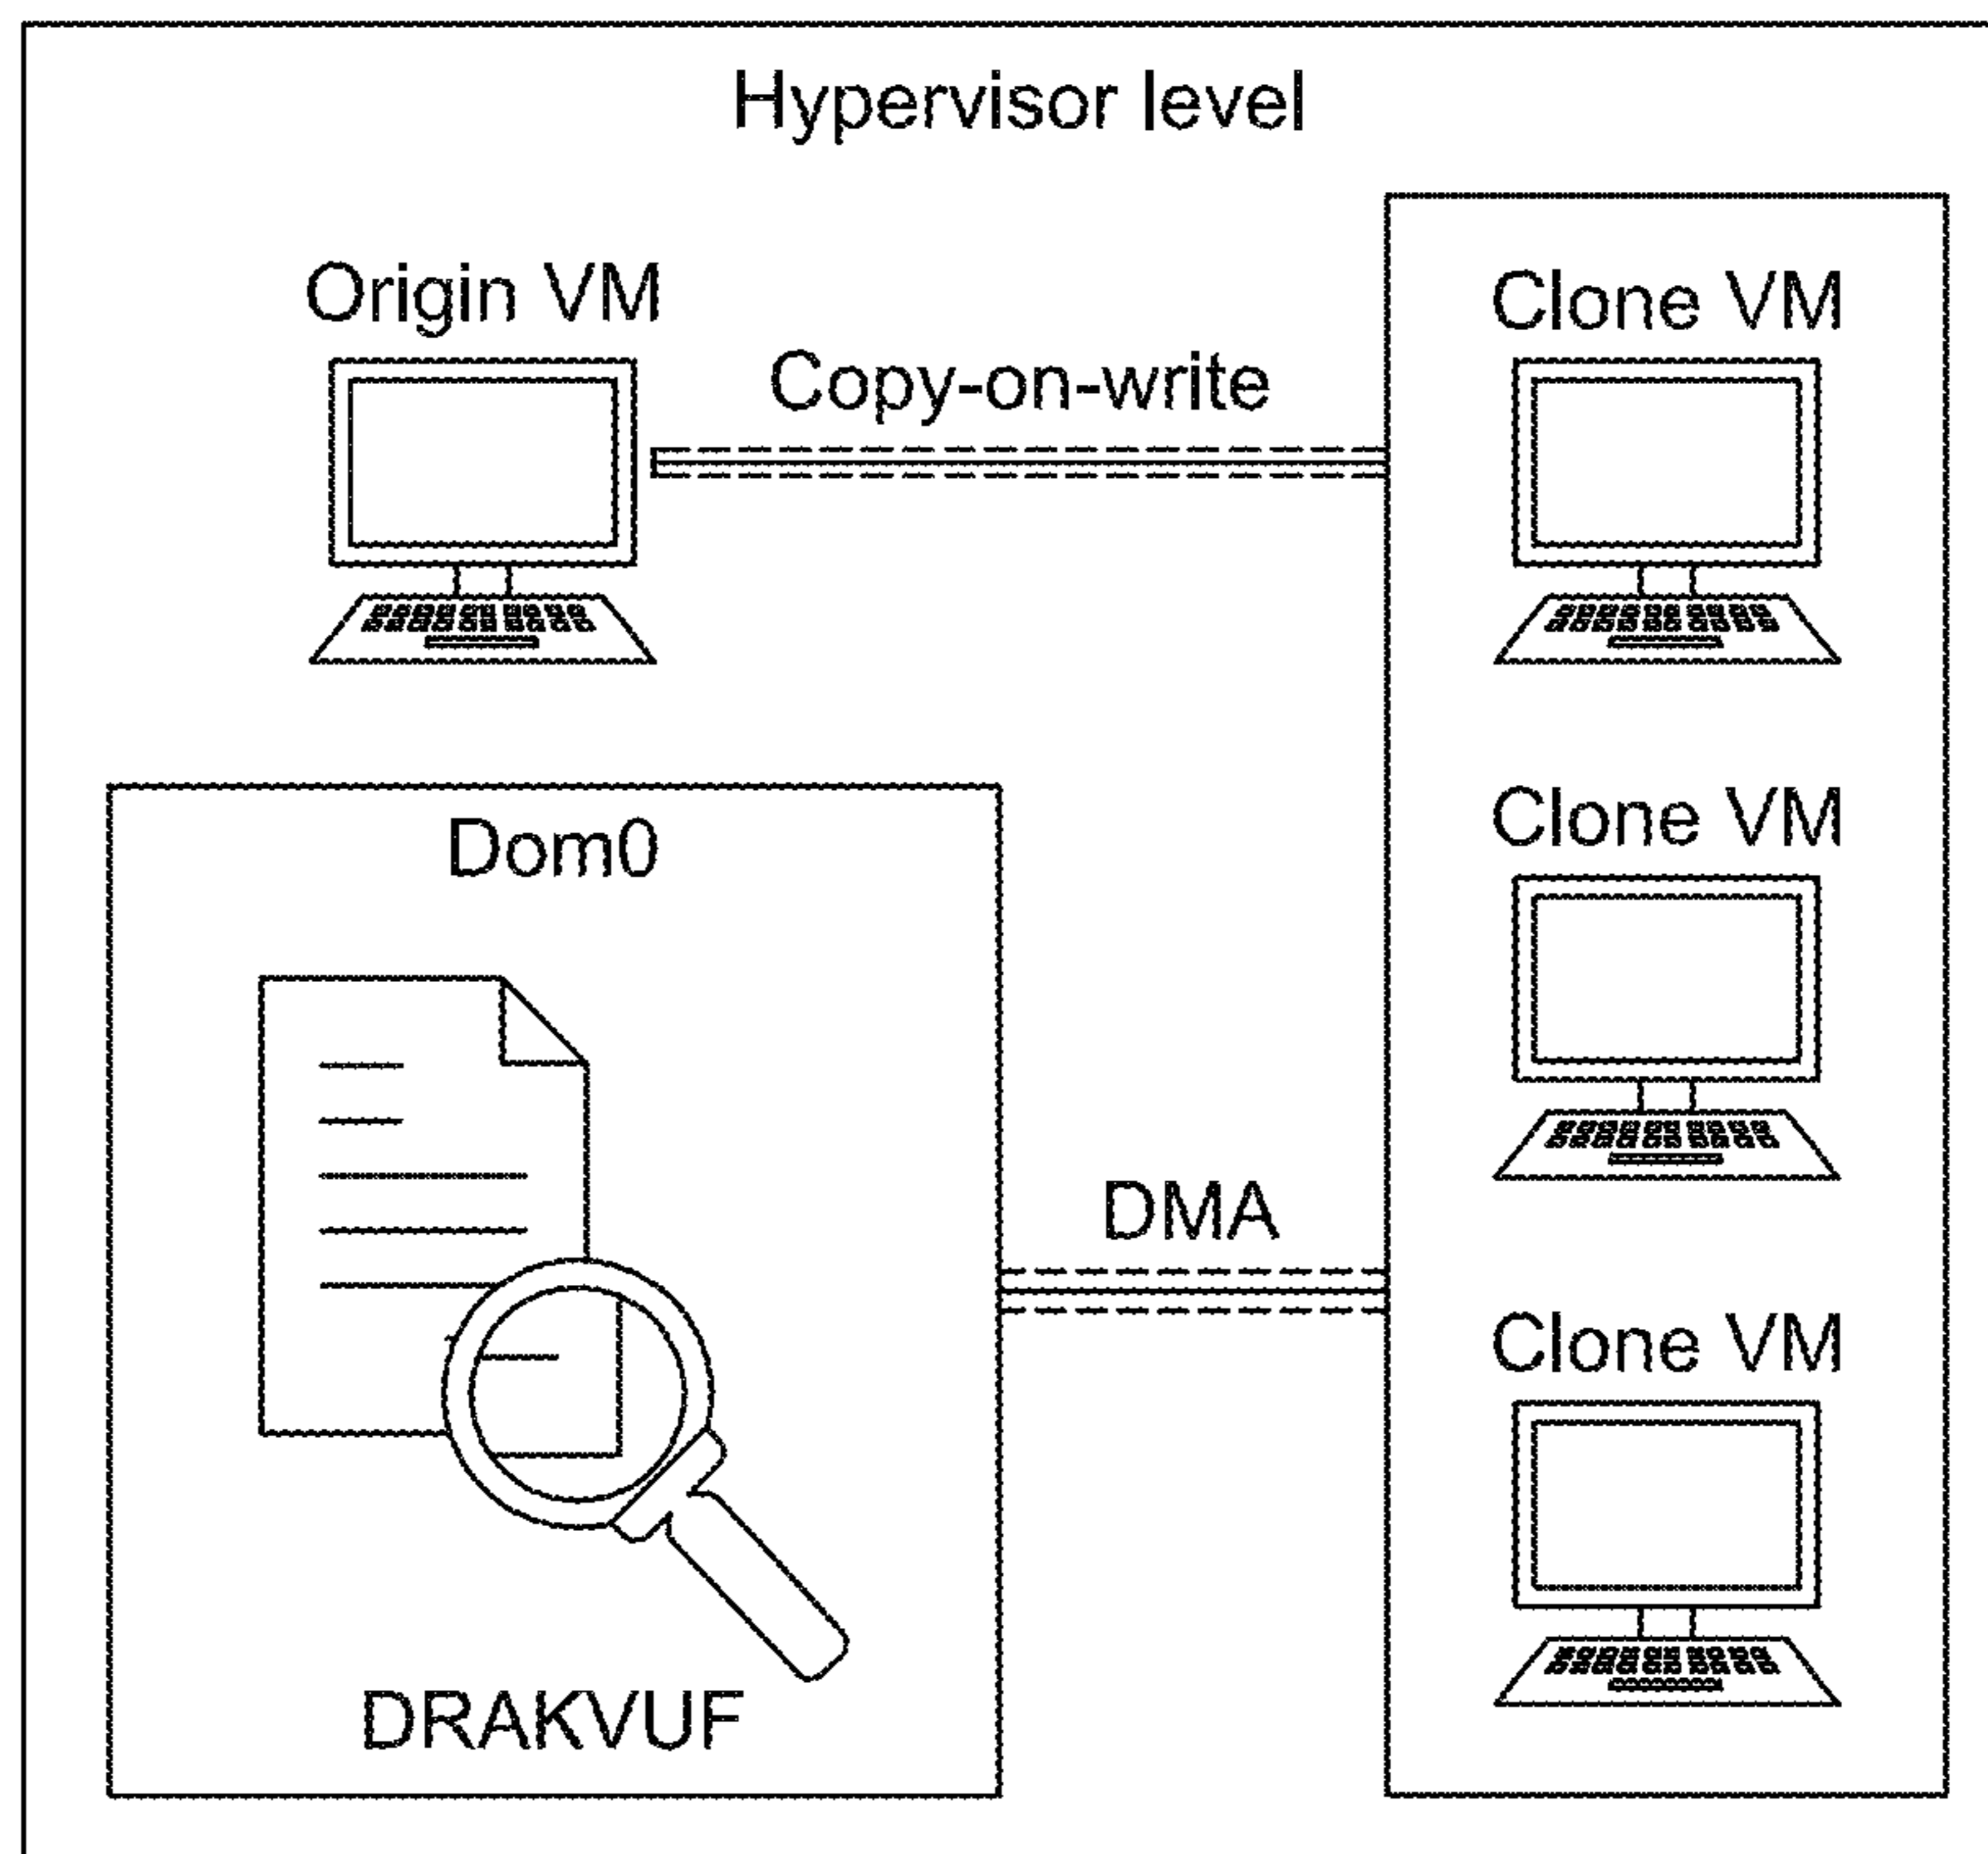 Hypervisor level
Origin VM
Clone VM
Copy-on-write
Dom0
Clone VM
DMA
Clone VM
DRAKVUF